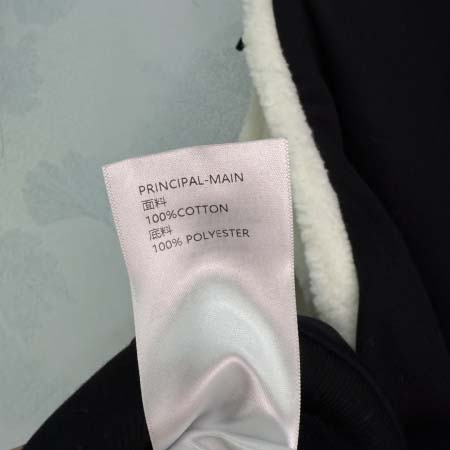 PRINCIPAL-MAIN
面料
100%COTTON
底料
100% POLYESTER